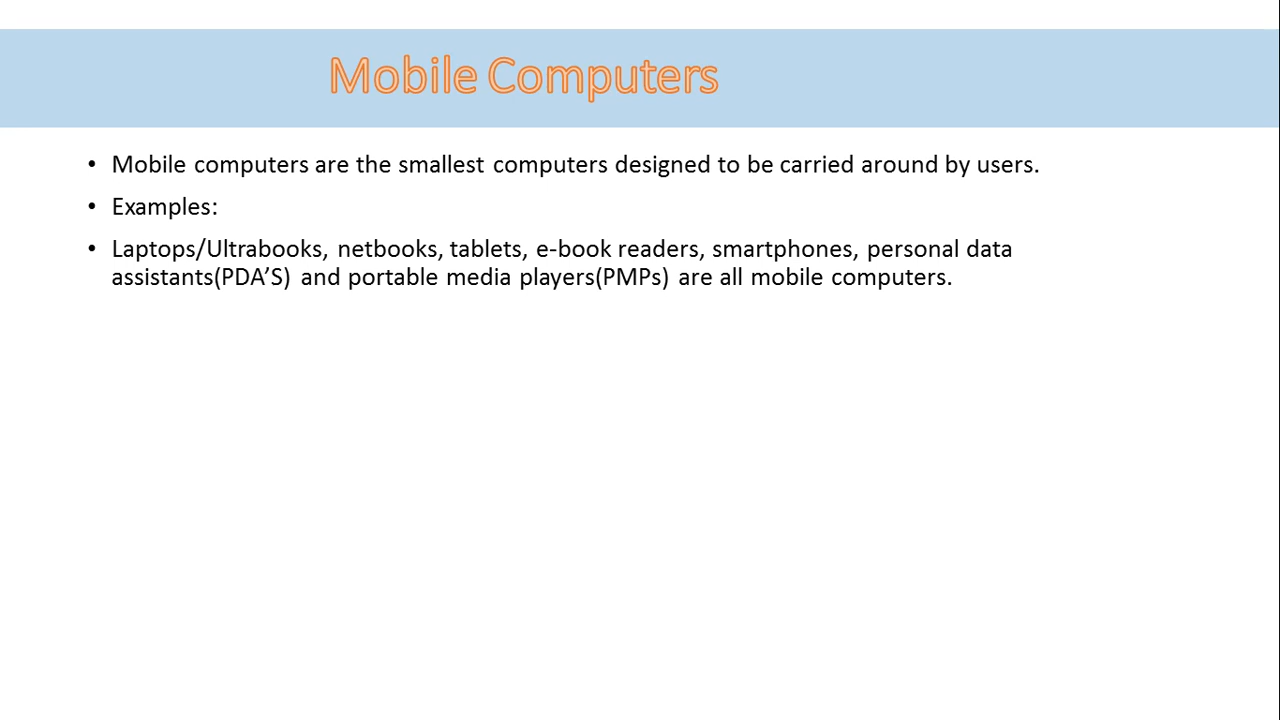 Mobile Computers
• Mobile computers are the smallest computers designed to be carried around by users.
• Examples:
• Laptops/Ultrabooks, netbooks, tablets, e-book readers, smartphones, personal data
assistants(PDA’S) and portable media players(PMPs) are all mobile computers.